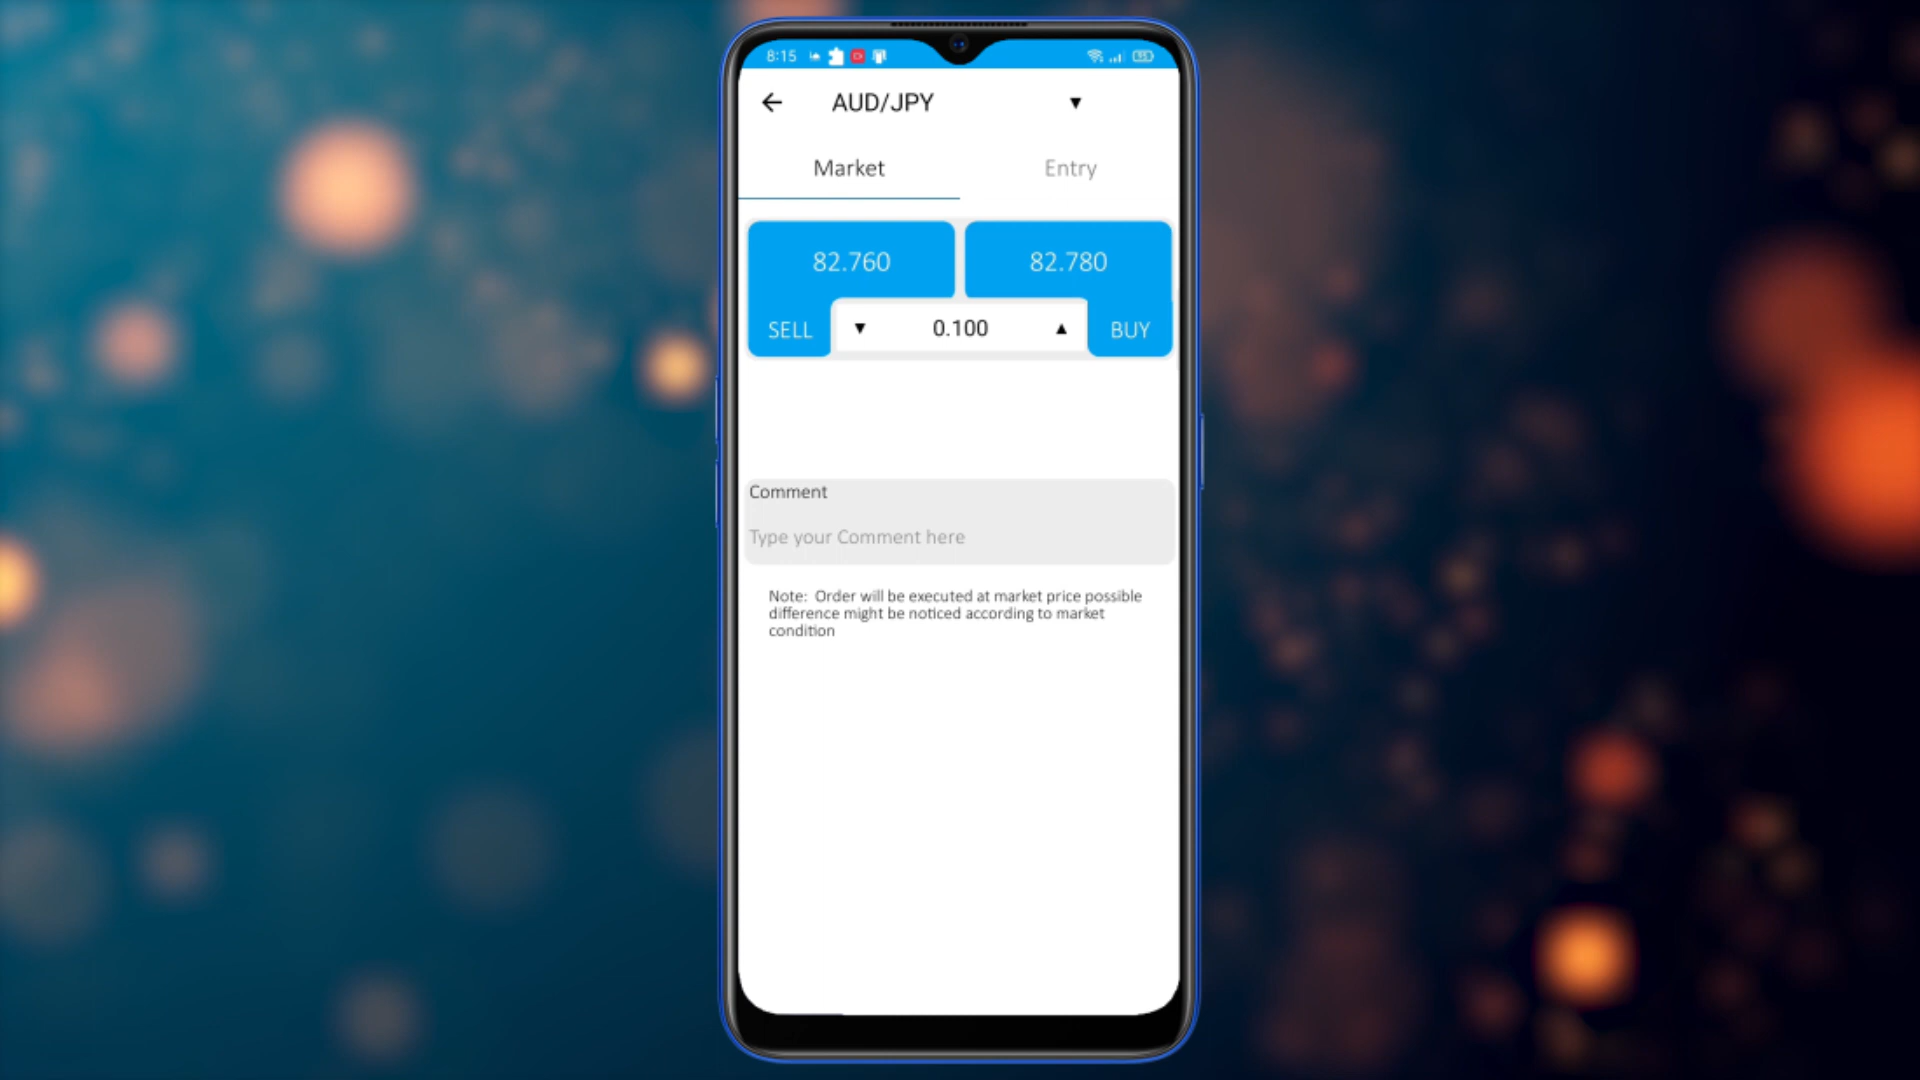 8:15
AUD/JPY ▼
Market Entry
82.760 82.780
SELL ▼ 0.100 ▲ BUY
Comment
Type your Comment here
Note: Order will be executed at market price possible
difference might be noticed according to market
condition